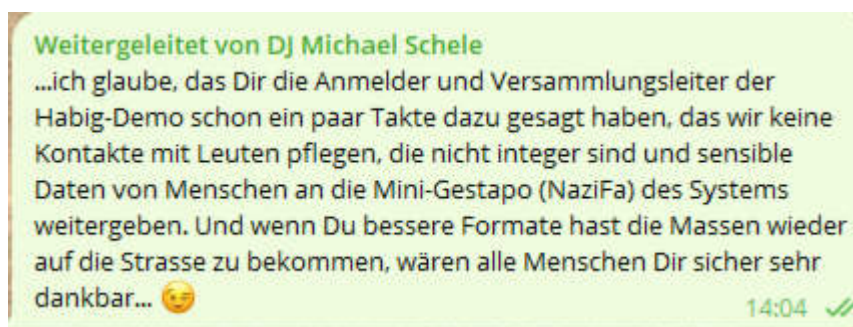 Weitergeleitet von DJ Michael Schele
...ich glaube, das Dir die Anmelder und Versammlungsleiter der
Habig-Demo schon ein paar Takte dazu gesagt haben, das wir keine
Kontakte mit Leuten pflegen, die nicht integer sind und sensible
Daten von Menschen an die Mini-Gestapo (NaziFa) des Systems
weitergeben. Und wenn Du bessere Formate hast die Massen wieder
auf die Strasse zu bekommen, wären alle Menschen Dir sicher sehr
dankbar... 😉
14:04